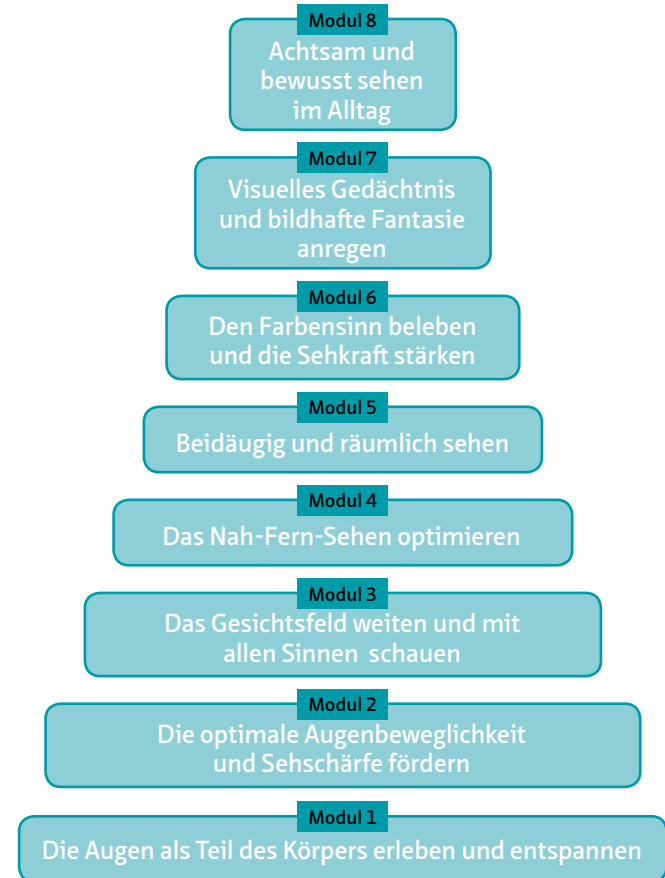 Modul 8
Achtsam und
bewusst sehen
im Alltag
Modul 7
Visuelles Gedächtnis
und bildhafte Fantasie
anregen
Modul 6
Den Farbensinn beleben
und die Sehkraft stärken
Modul 5
Beidäugig und räumlich sehen
Modul 4
Das Nah-Fern-Sehen optimieren
Modul 3
Das Gesichtsfeld weiten und mit
allen Sinnen schauen
Modul 2
Die optimale Augenbeweglichkeit
und Sehschärfe fördern
Modul 1
Die Augen als Teil des Körpers erleben und entspannen